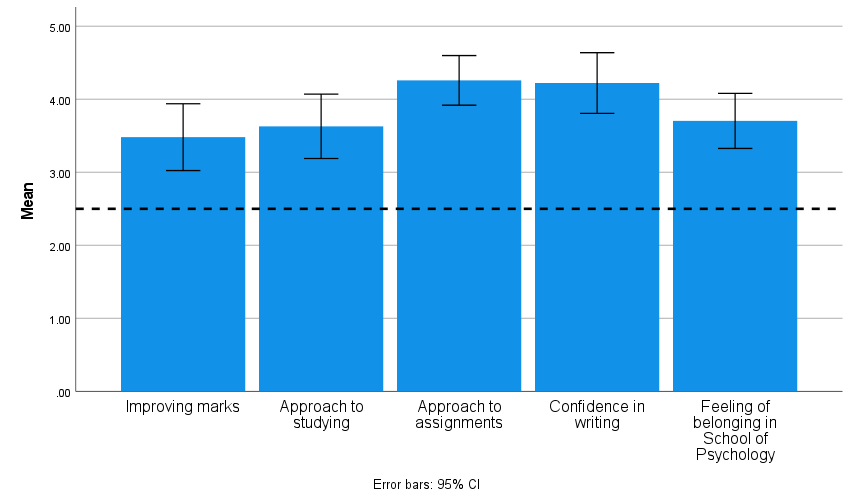 5.00
4.00
3.00
2.00
1.00
.00
Mean
Improving marks
Approach to
studying
Approach to
assignments
Confidence in
writing
Feeling of
belonging in
School of
Psychology
Error bars: 95% CI